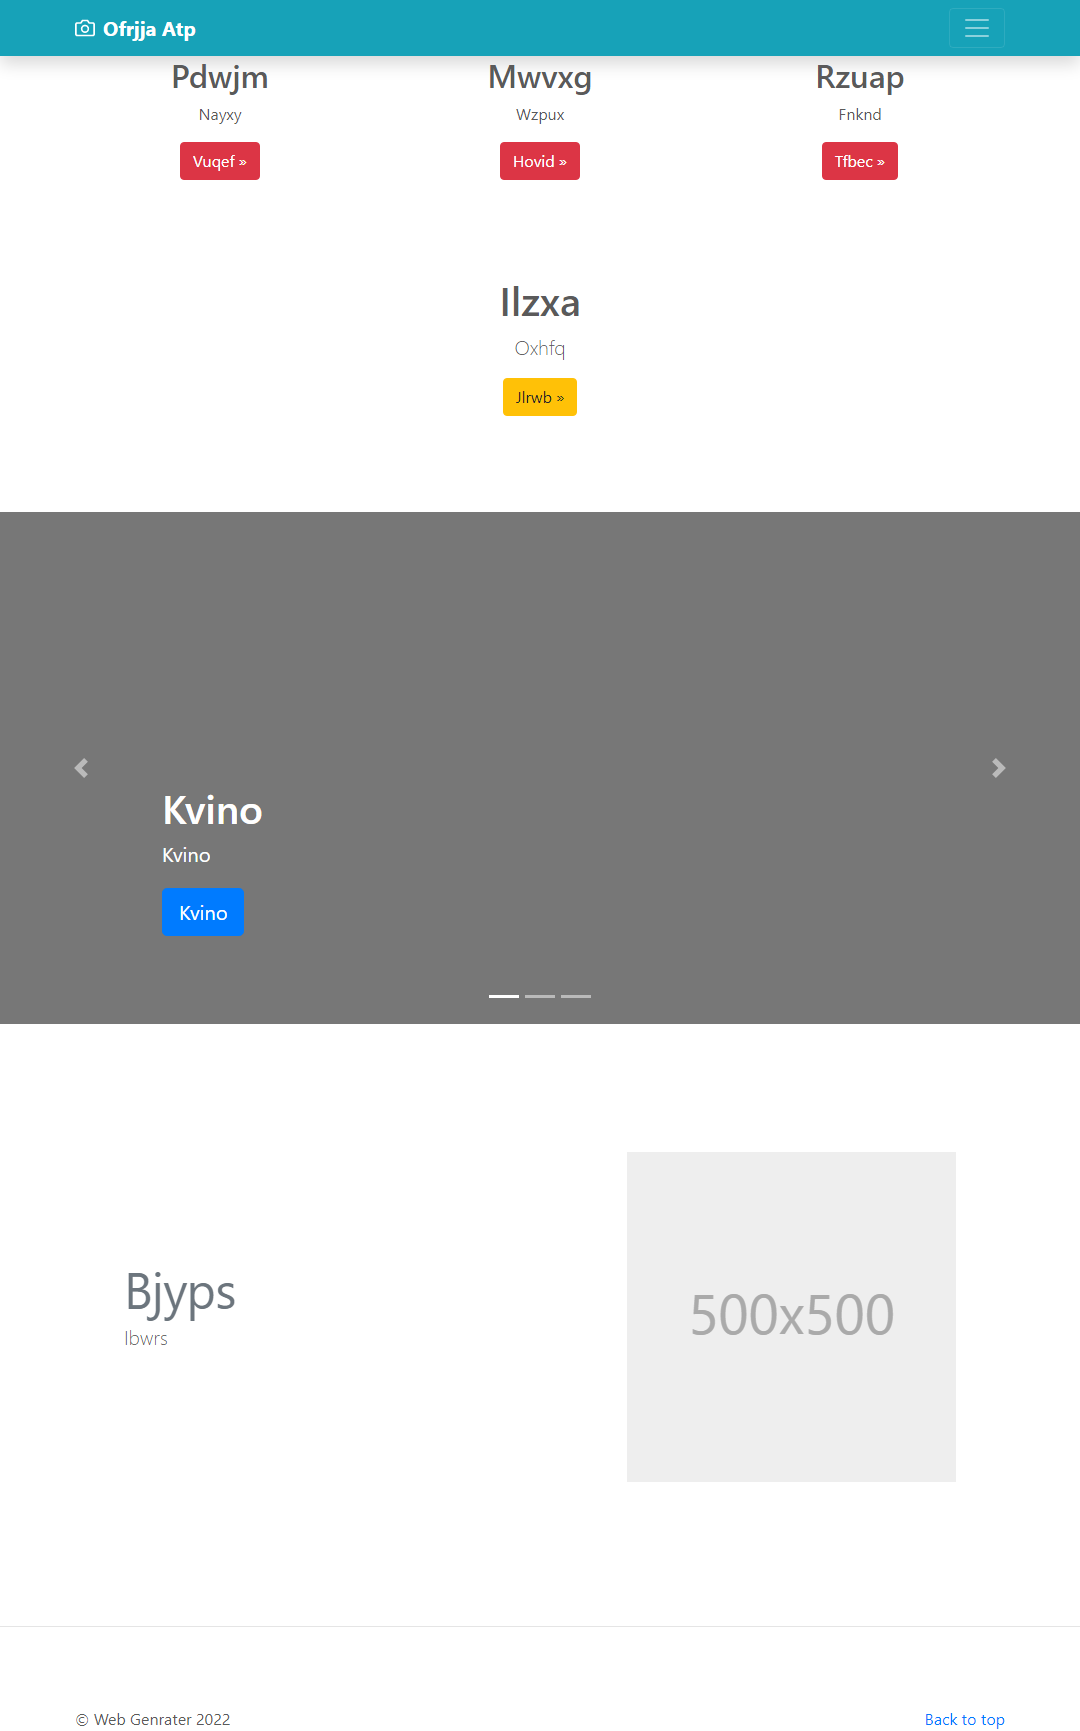 Ofrjja Atp
Pdwjm
Mwvxg
Rzuap
Nayxy
Wzpux
Fnknd
Vuqef »
Hovid »
Tfbec »
Ilzxa
Oxhfq
Jlrwb »
Kvino
Kvino
Kvino
Bjyps
500x500
© Web Genrater 2022
Back to top